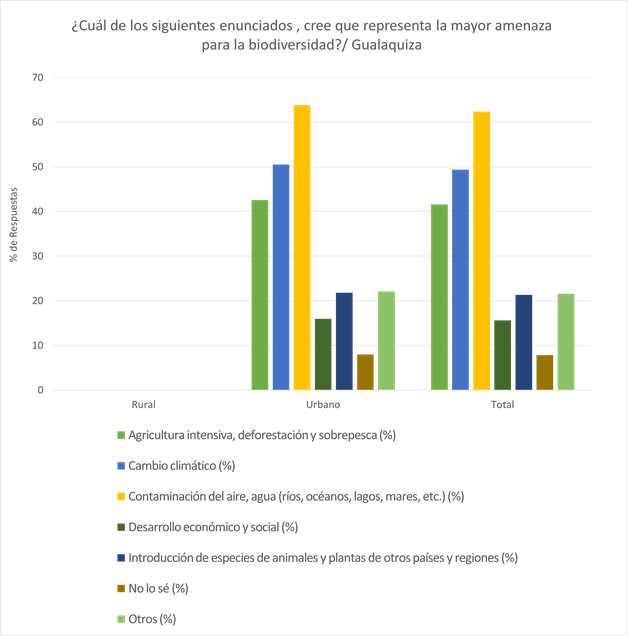 ¿Cuál de los siguientes enunciados , cree que representa la mayor amenaza
para la biodiversidad?/ Gualaquiza
70
60
50
40
30
20
10
0
% de Respuestas
Rural
Urbano
Total
Agricultura intensiva, deforestación y sobrepesca (%)
Cambio climático (%)
Contaminación del aire, agua (ríos, océanos, lagos, mares, etc.) (%)
Desarrollo económico y social (%)
Introducción de especies de animales y plantas de otros países y regiones (%)
No lo sé (%)
Otros (%)